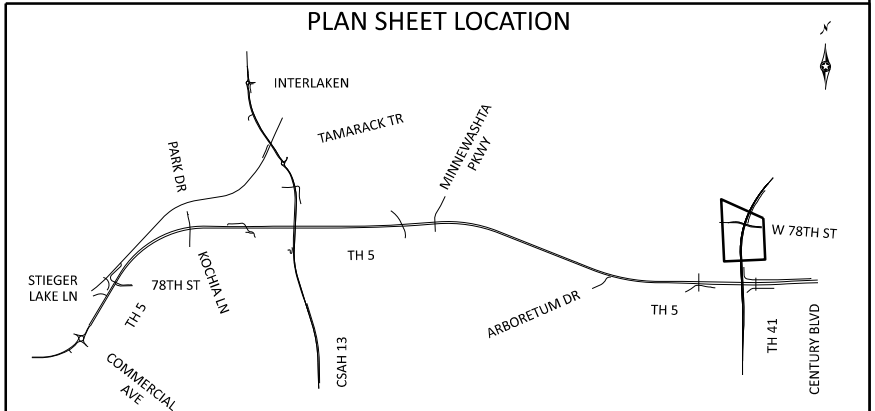 PLAN SHEET LOCATION
N
INTERLAKEN
TAMARACK TR
MINNEWASHTA
PKWY
PARK DR
W 78TH ST
KOCHIA LN
TH 5
STIEGER
LAKE LN
78TH ST
TH 5
ARBORETUM DR
TH 5
TH 41
CENTURY BLVD
CSAH 13
COMMERCIAL
AVE